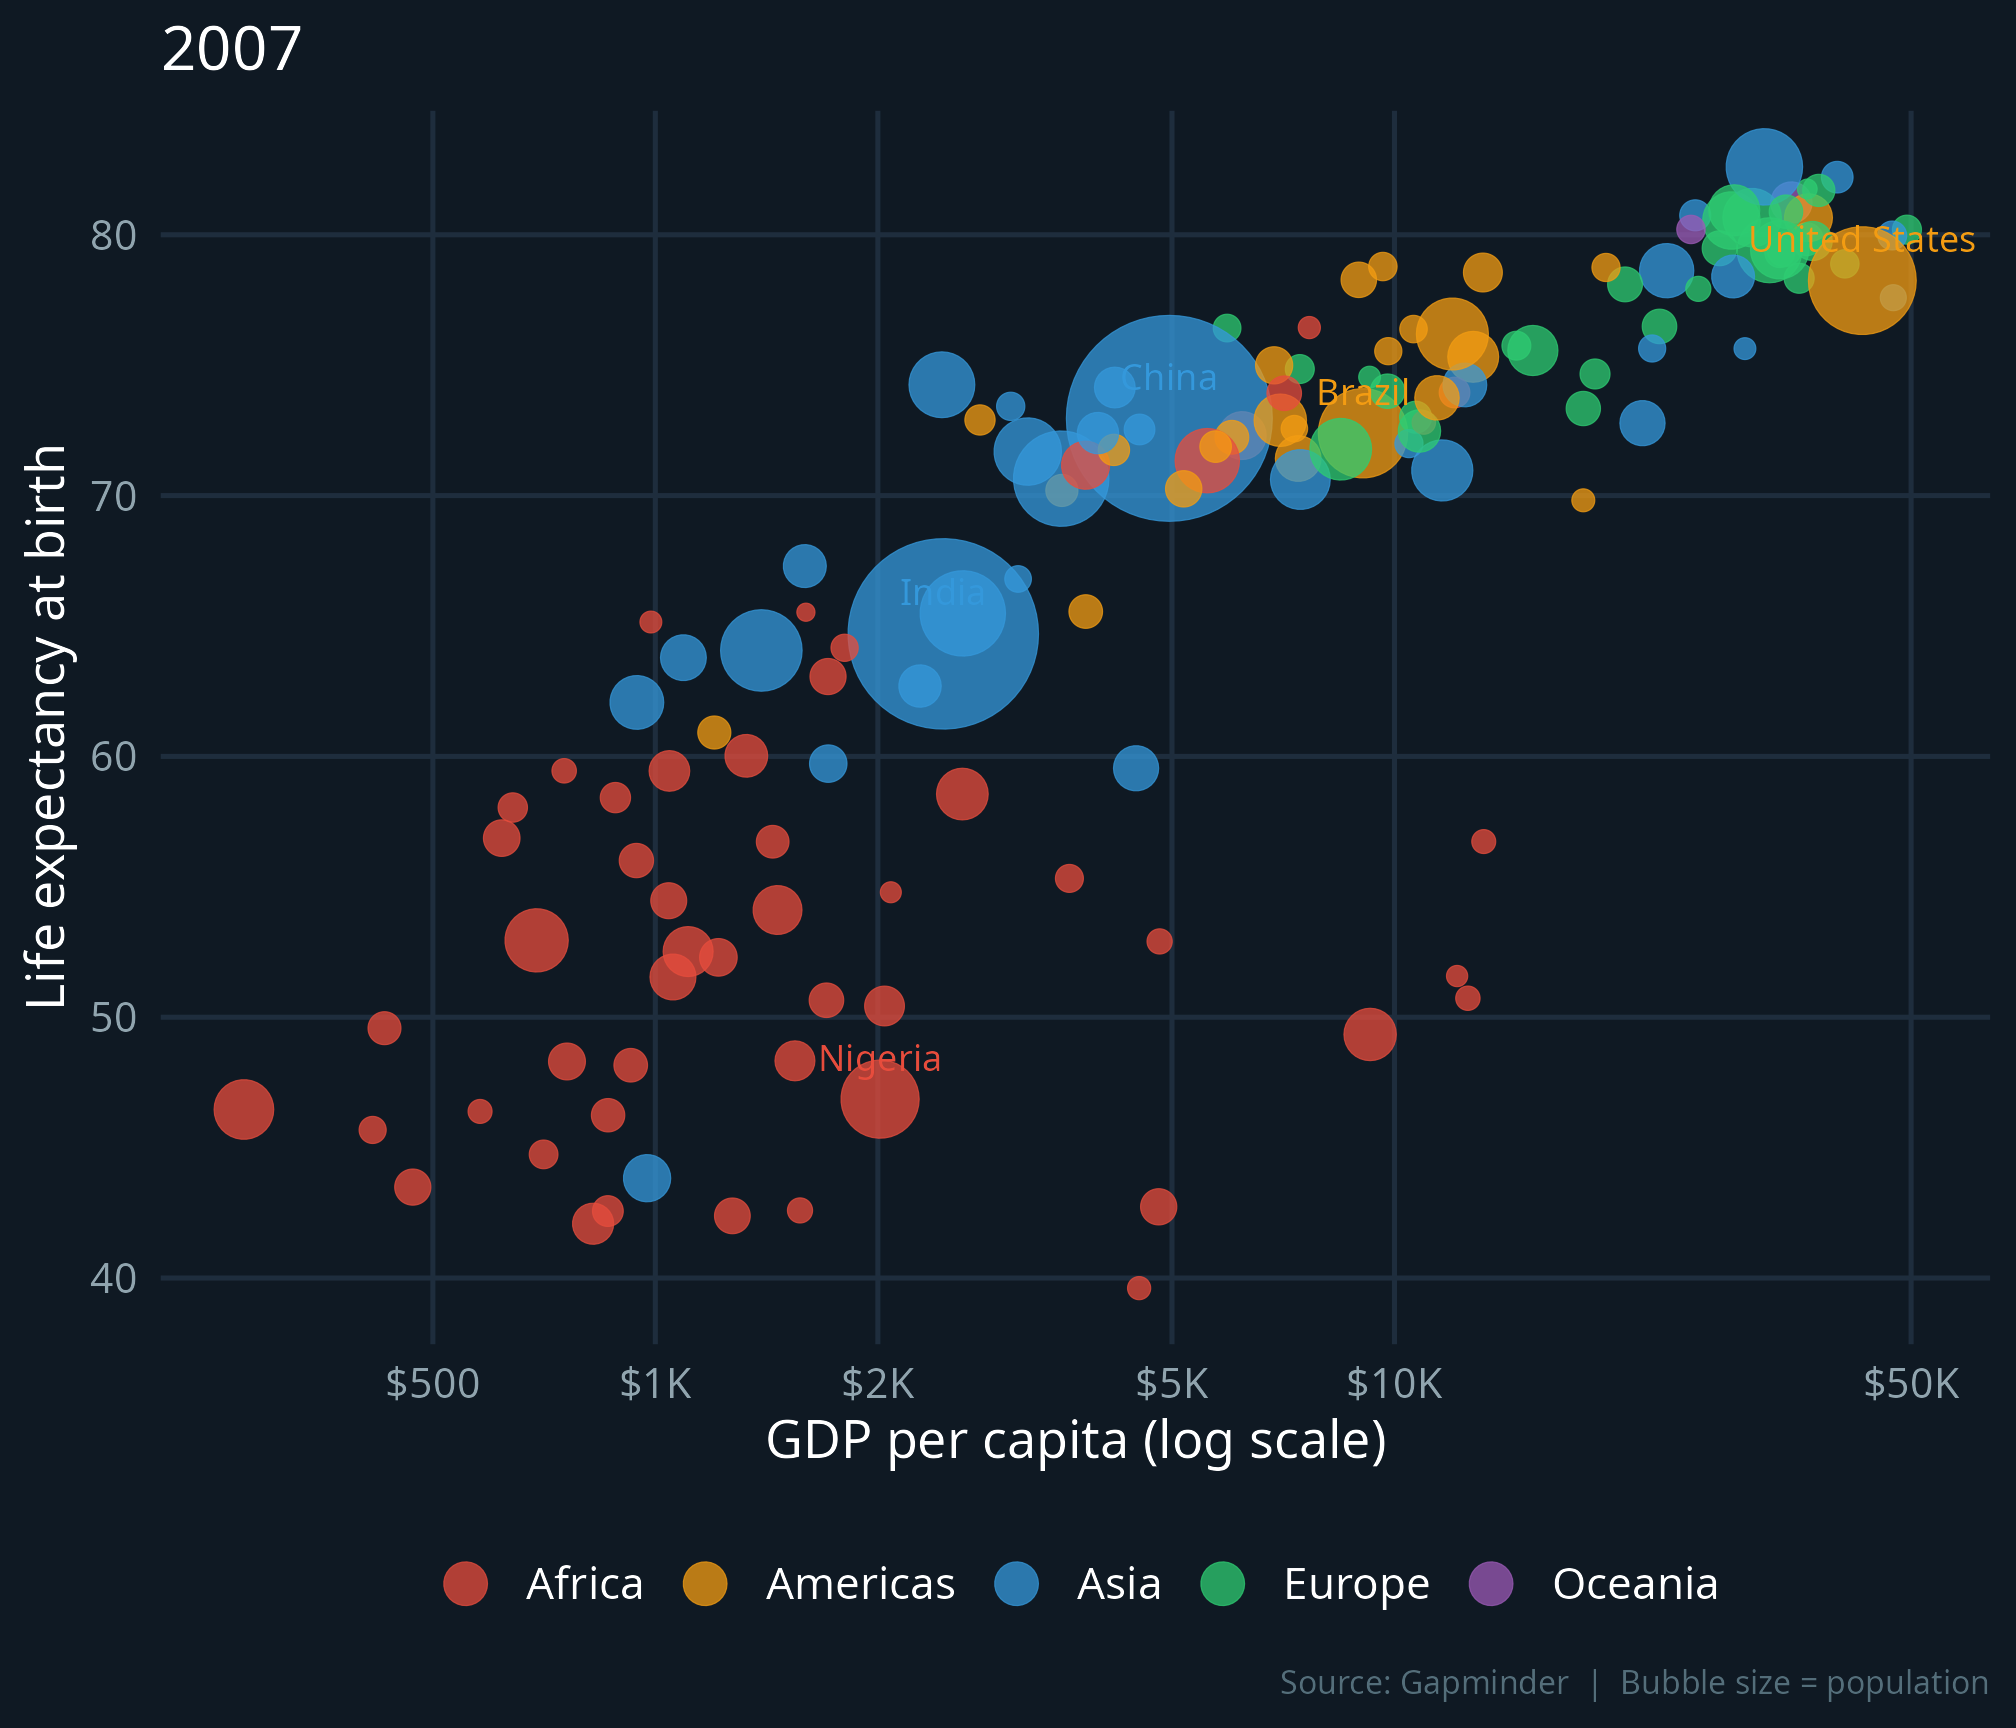 2007
Life expectancy at birth
80
70
60
50
40
United States
China
Brazil
India
Nigeria
$500 $1K $2K $5K $10K $50K
GDP per capita (log scale)
Africa Americas Asia Europe Oceania
Source: Gapminder | Bubble size = population